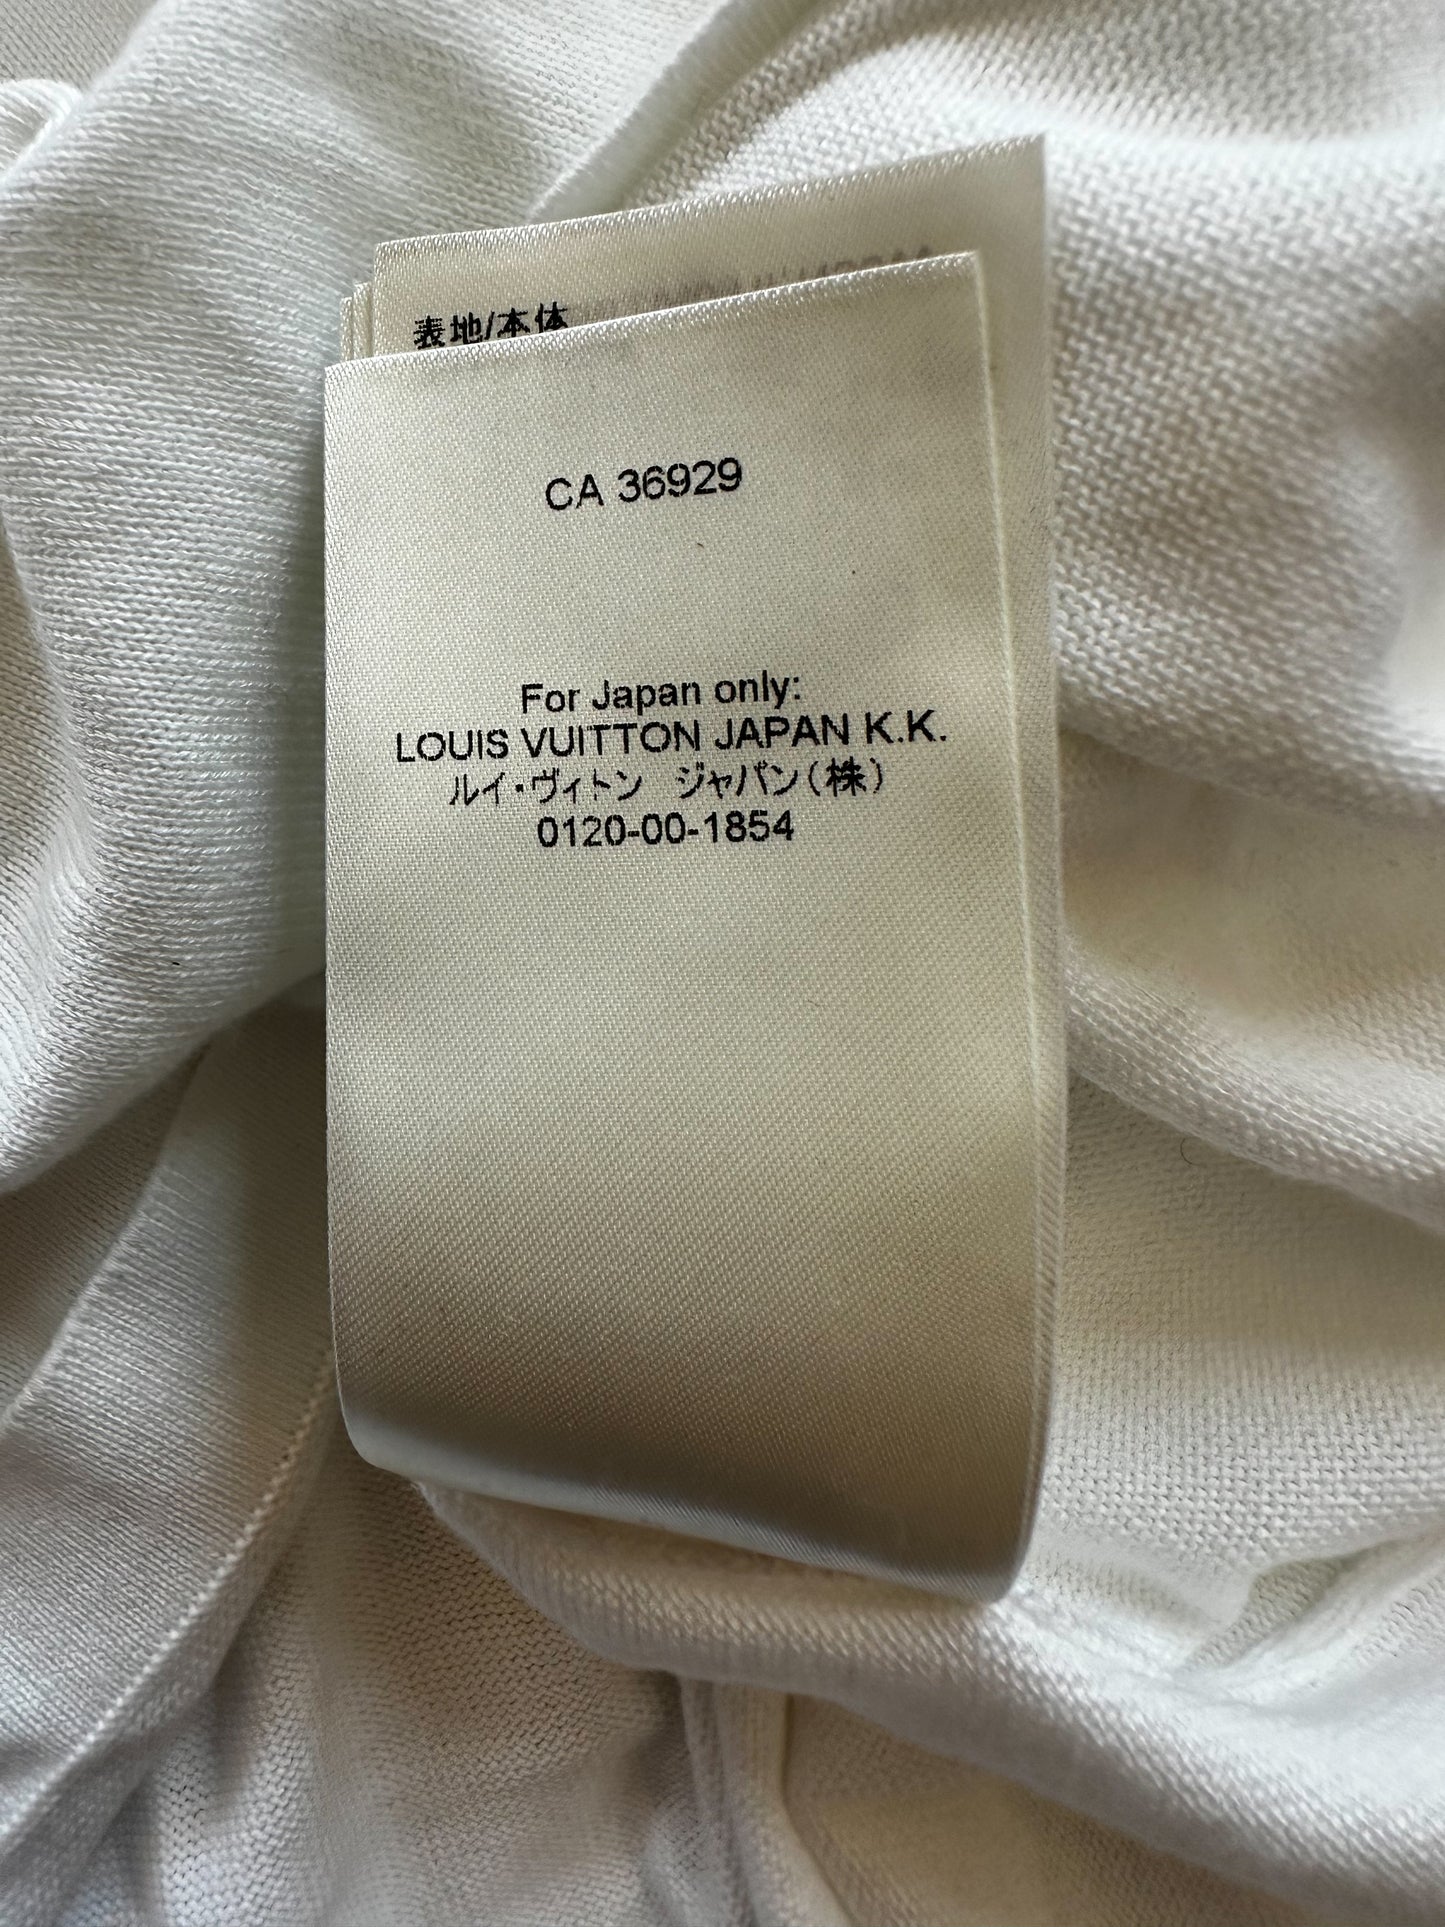 表地/本体
CA 36929
For Japan only:
LOUIS VUITTON JAPAN K.K.
ルイ・ヴィトン ジャパン(株)
0120-00-1854